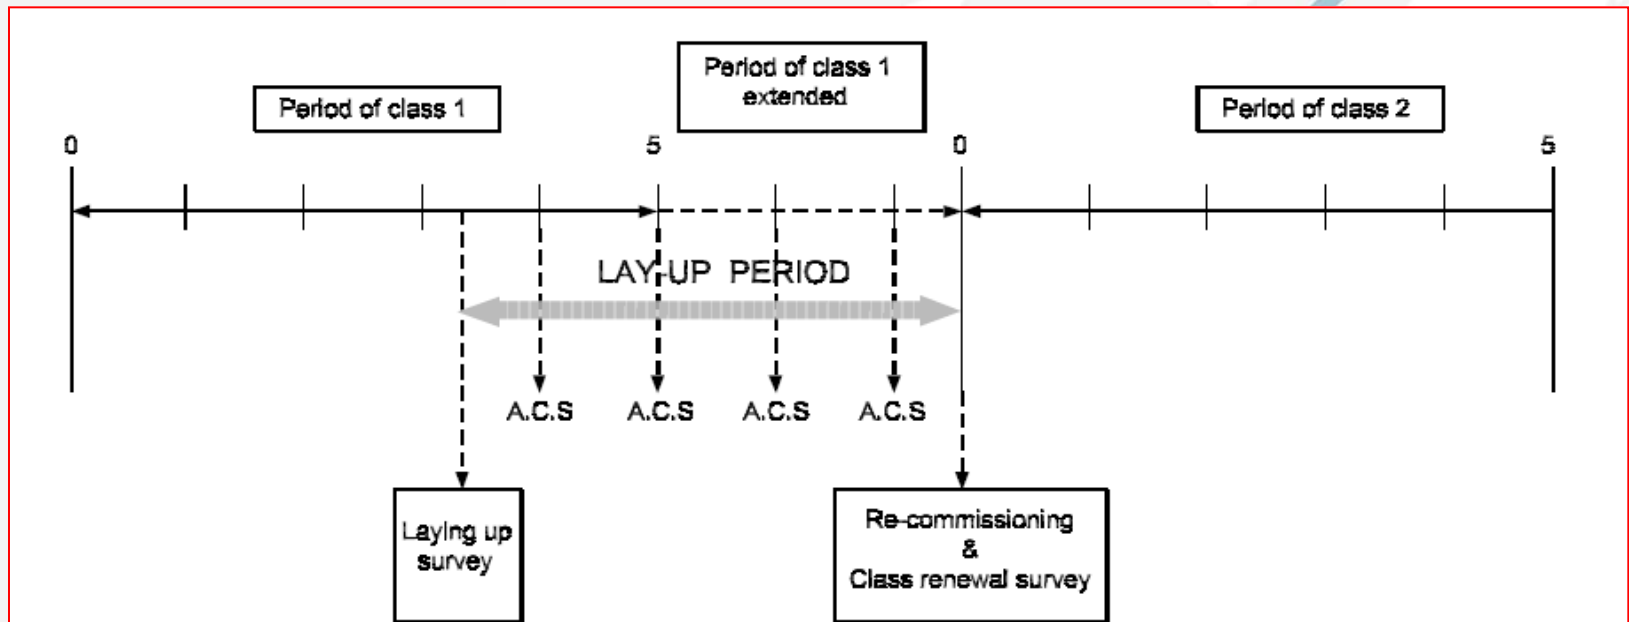 Period of class 1
extended
Period of class 1
Period of class 2
0
5
0
5
LAY-UP PERIOD
A.C.S
A.C.S
A.C.S
A.C.S
Laying up
survey
Re-commissioning
&
Class renewal survey